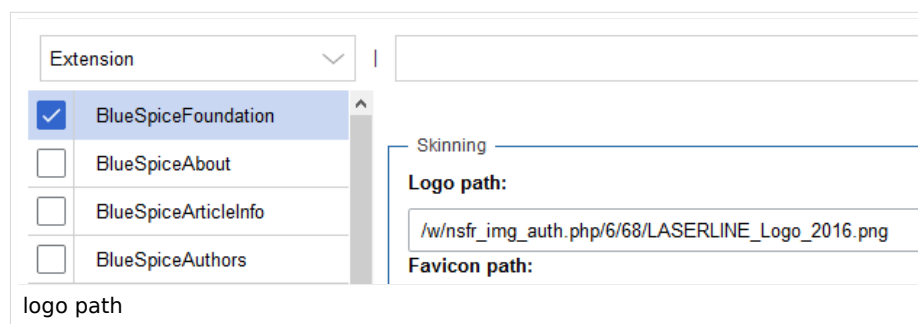 Extension |
BlueSpiceFoundation
BlueSpiceAbout
BlueSpiceArticleInfo
BlueSpiceAuthors
Skinning
Logo path:
/w/nsfr_img_auth.php/6/68/LASERLINE_Logo_2016.png
Favicon path:
logo path